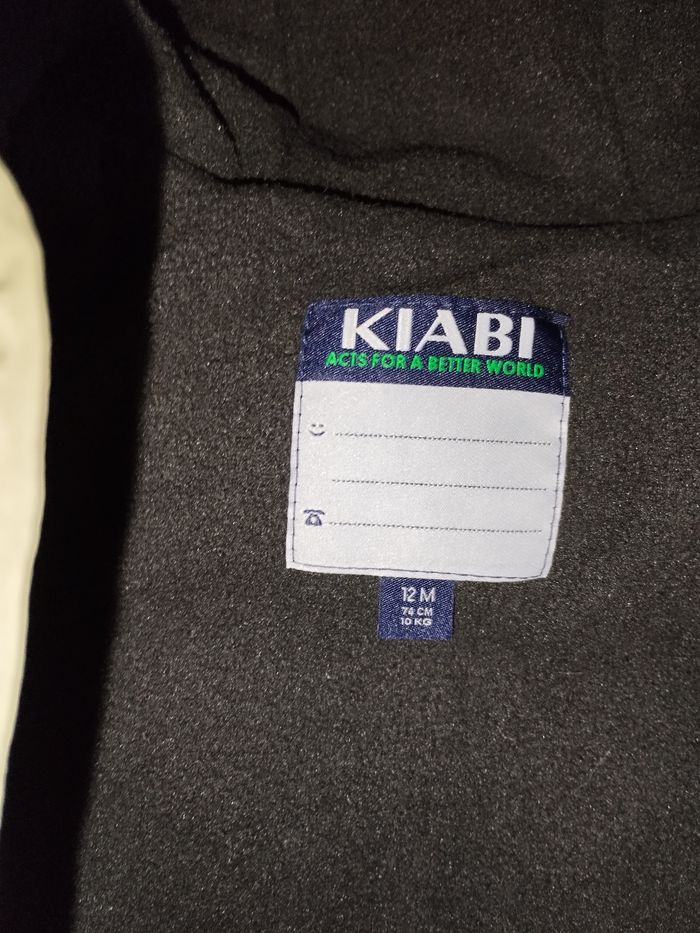 KIABI
ACTS FOR A BETTER WORLD
12 M
74 CM
10 KG